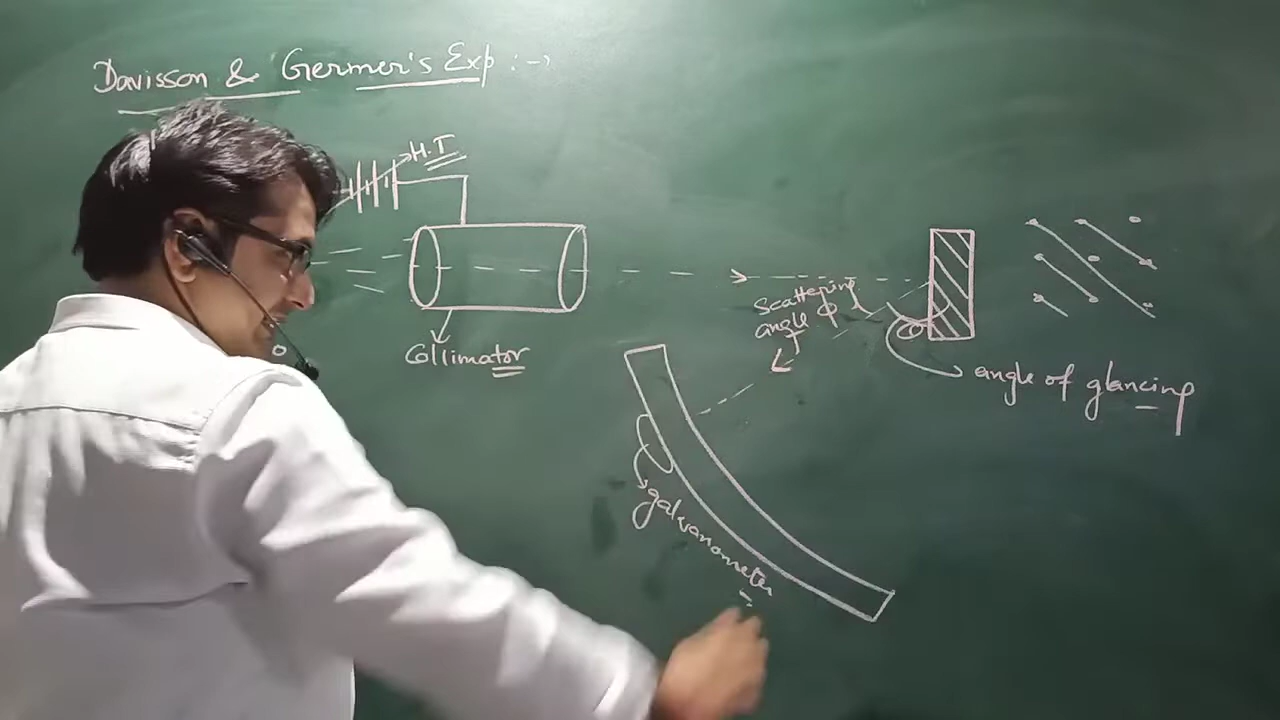 Davisson & Germer's Exp :→
H.T
Collimator
Scattering
angle φ
angle of glancing
galvanometer